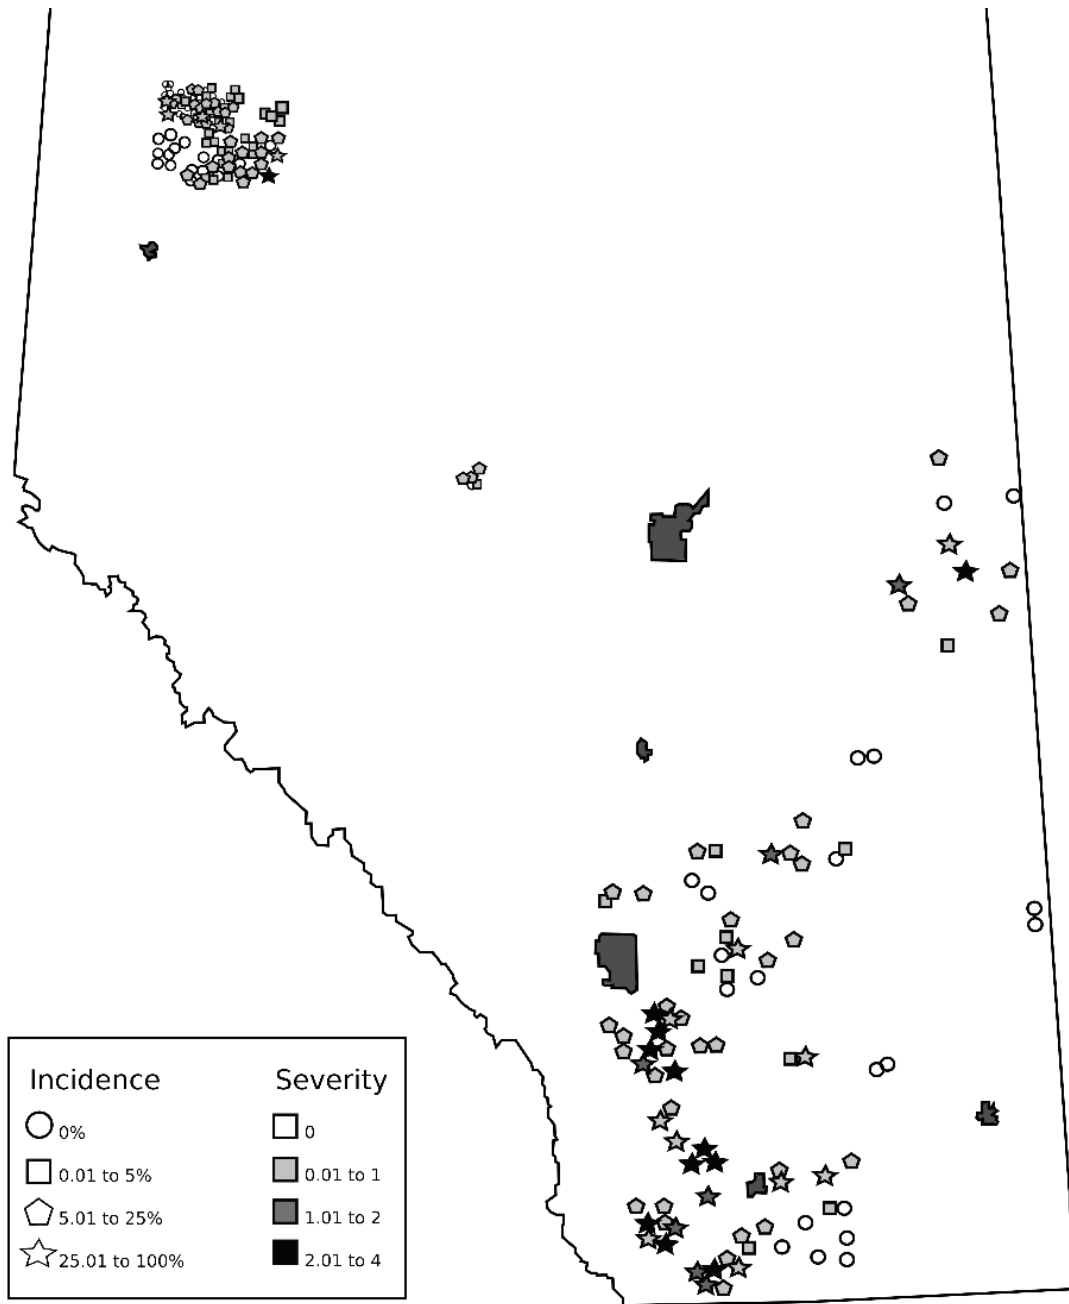 Incidence Severity
0% 0
0.01 to 5% 0.01 to 1
5.01 to 25% 1.01 to 2
25.01 to 100% 2.01 to 4